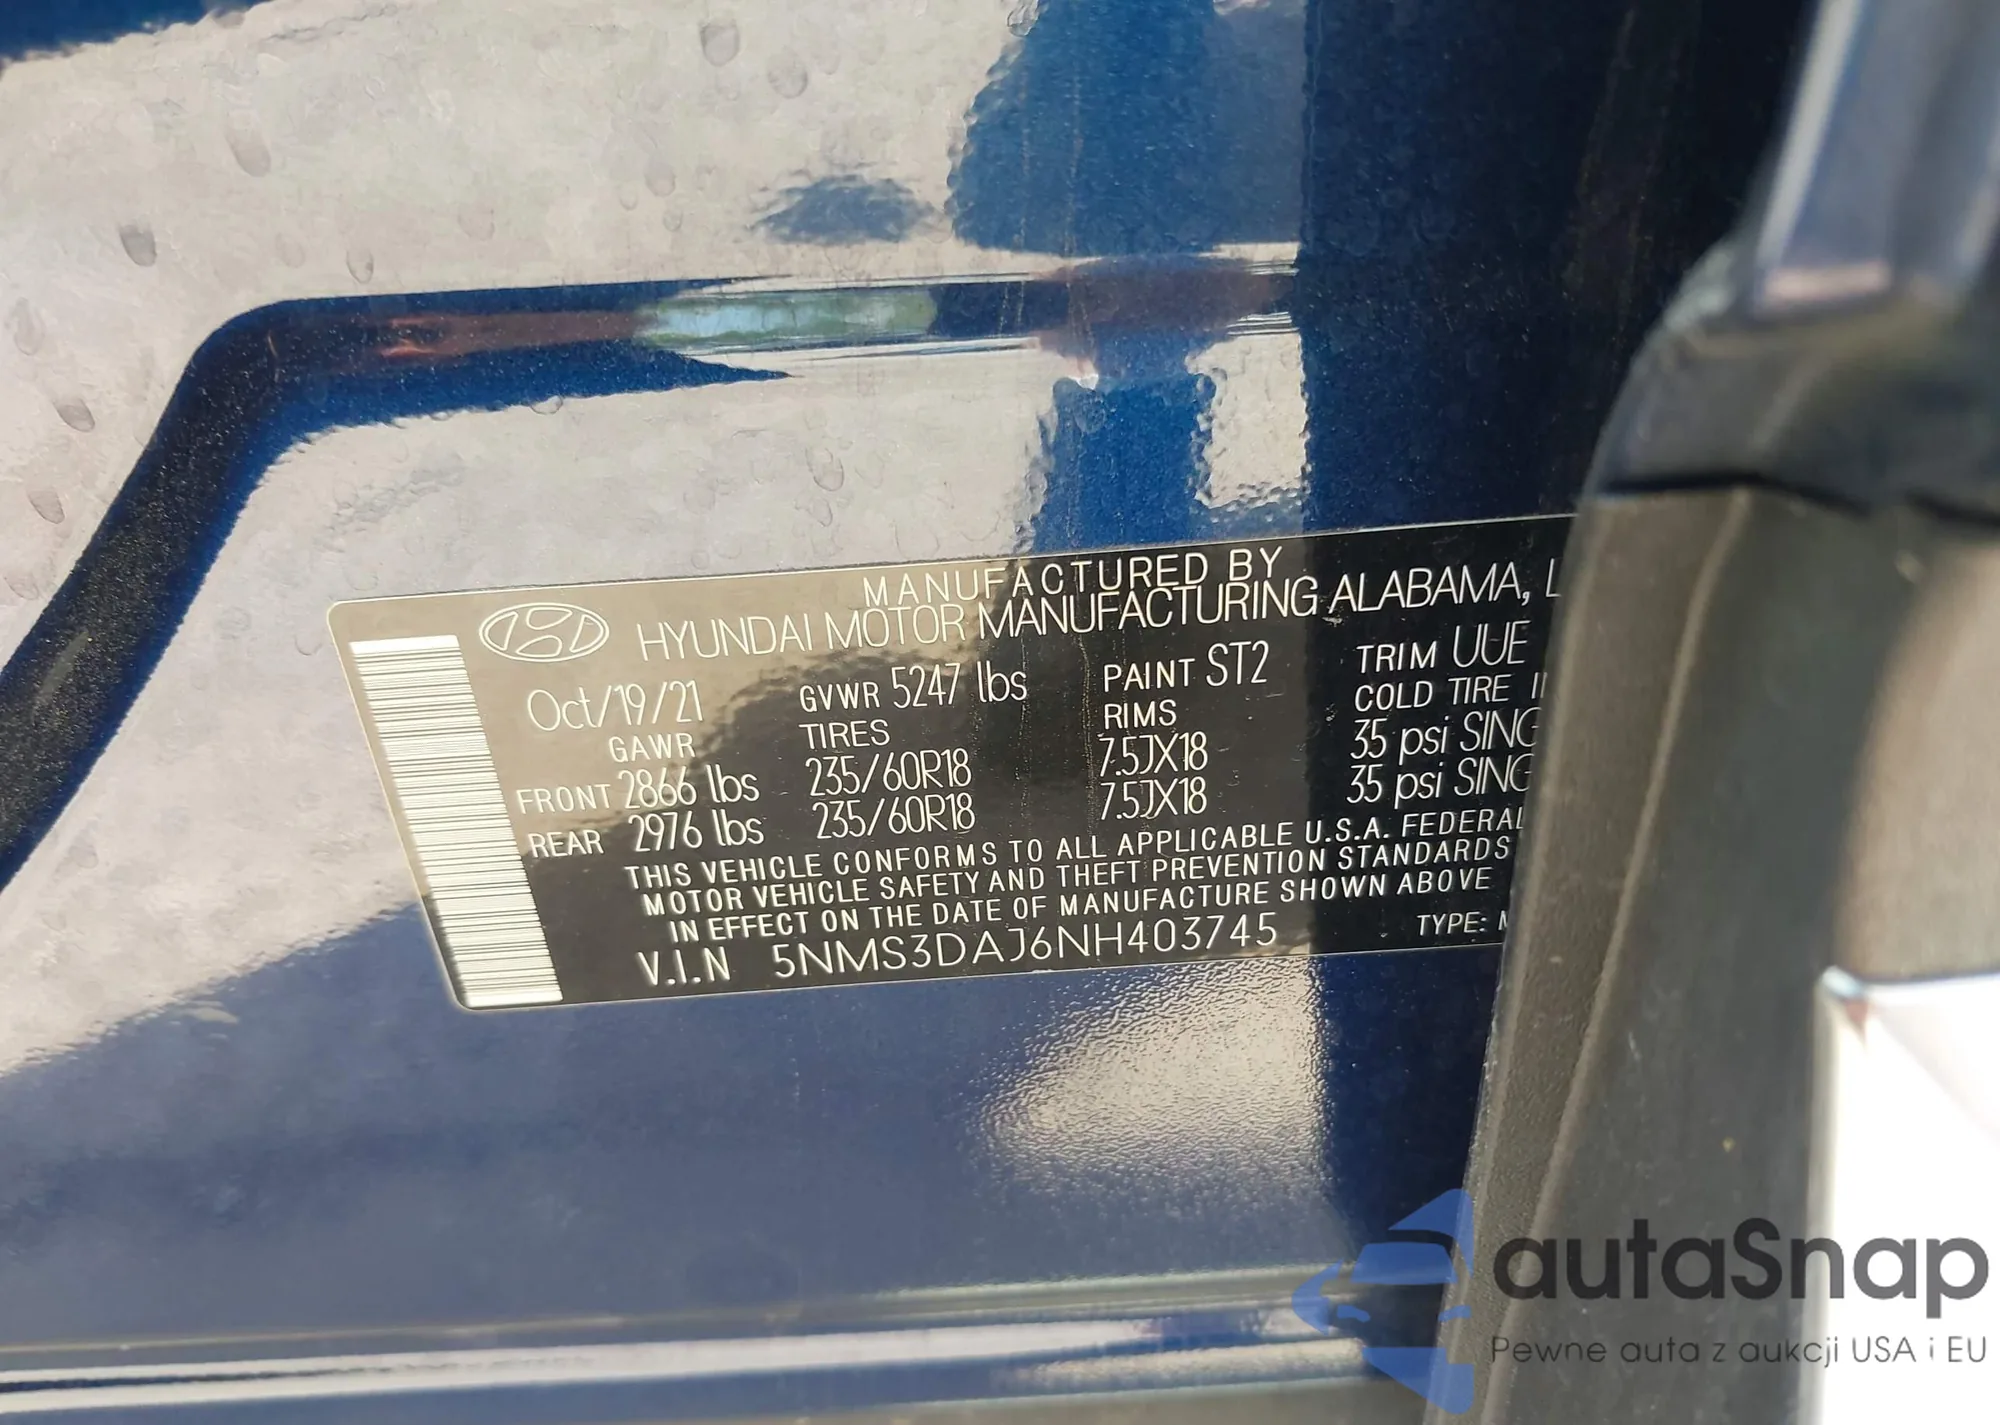 MANUFACTURED BY
HYUNDAI MOTOR MANUFACTURING ALABAMA, L
Oct/19/21 GVWR 5247 lbs PAINT ST2 TRIM UUE
GAWR TIRES RIMS COLD TIRE
FRONT 2866 lbs 235/60R18 7.5JX18 35 psi SING
REAR 2976 lbs 235/60R18 7.5JX18 35 psi SING
THIS VEHICLE CONFORMS TO ALL APPLICABLE U.S.A. FEDERAL
MOTOR VEHICLE SAFETY AND THEFT PREVENTION STANDARDS
IN EFFECT ON THE DATE OF MANUFACTURE SHOWN ABOVE
V.I.N 5NMS3DAJ6NH403745 TYPE:
autaSnap
Pewne auta z aukcji USA i EU